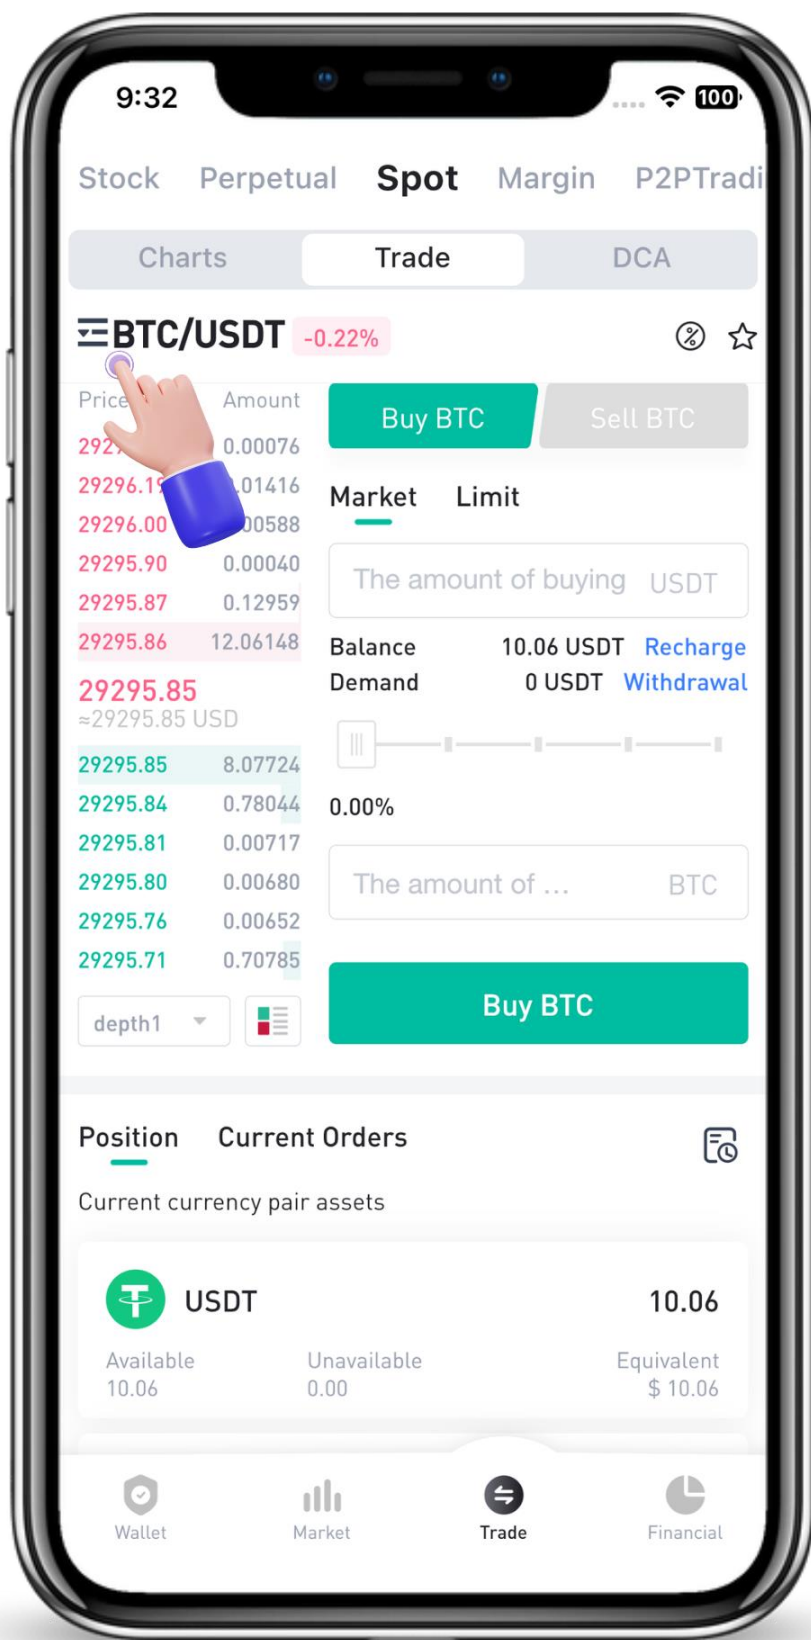 9:32
100
Stock Perpetual Spot Margin P2PTradi
Charts Trade DCA
BTC/USDT -0.22%
Amount
Buy BTC Sell BTC
0.00076
Market Limit
29296.00
29295.90 0.00040
The amount of buying USDT
29295.87 0.12959
29295.86 12.06148
Balance 10.06 USDT Recharge
Demand 0 USDT Withdrawal
29295.85
≈29295.85 USD
29295.85 8.07724
29295.84 0.78044
0.00%
29295.81 0.00717
29295.80 0.00680
The amount of ... BTC
29295.76 0.00652
29295.71 0.70785
Buy BTC
depth1
Position Current Orders
Current currency pair assets
USDT 10.06
Available Unavailable Equivalent
10.06 0.00 $ 10.06
Wallet Market Trade Financial